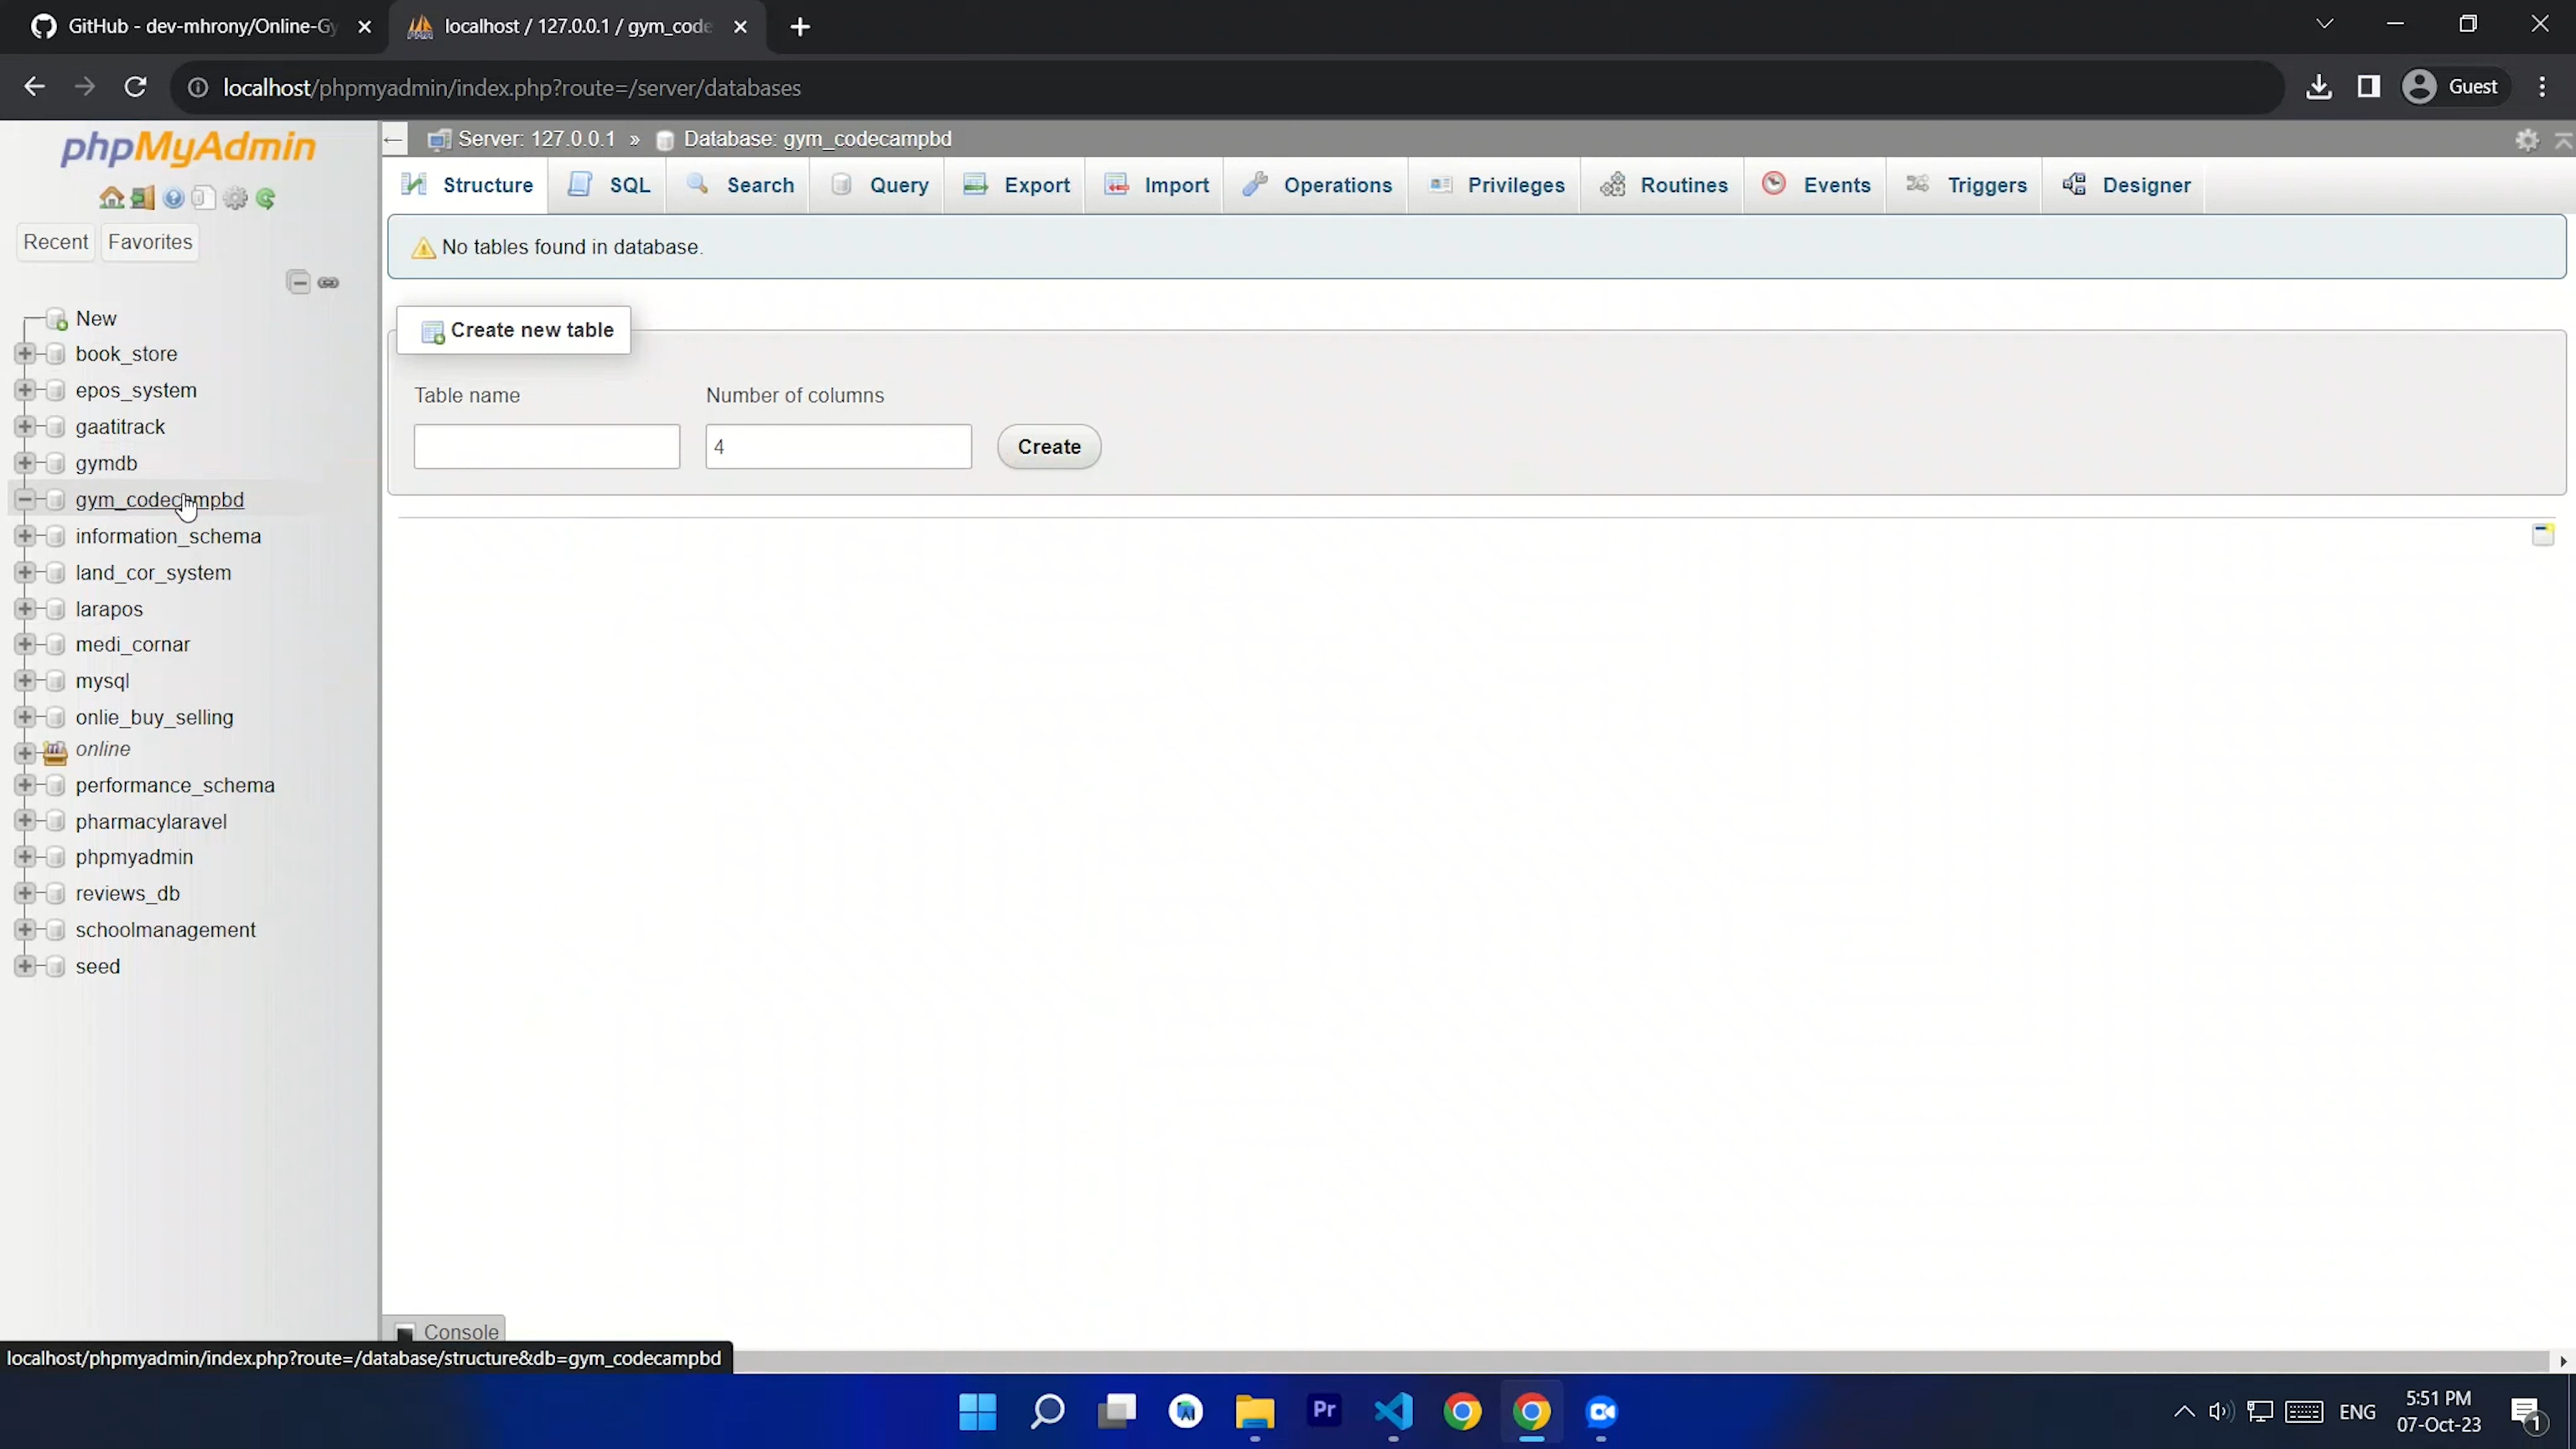 GitHub - dev-mhrony/Online-Gy
localhost / 127.0.0.1 / gym_code
localhost/phpmyadmin/index.php?route=/server/databases
Guest
phpMyAdmin
Server: 127.0.0.1 » Database: gym_codecampbd
Structure SQL Search Query Export Import Operations Privileges Routines Events Triggers Designer
Recent Favorites
No tables found in database.
New
book_store
epos_system
gaatitrack
gymdb
gym_codecampbd
information_schema
land_cor_system
larapos
medi_cornar
mysql
onlie_buy_selling
online
performance_schema
pharmacylaravel
phpmyadmin
reviews_db
schoolmanagement
seed
Create new table
Table name Number of columns
4 Create
Console
localhost/phpmyadmin/index.php?route=/database/structure&db=gym_codecampbd
Pr
ENG
5:51 PM
07-Oct-23
1